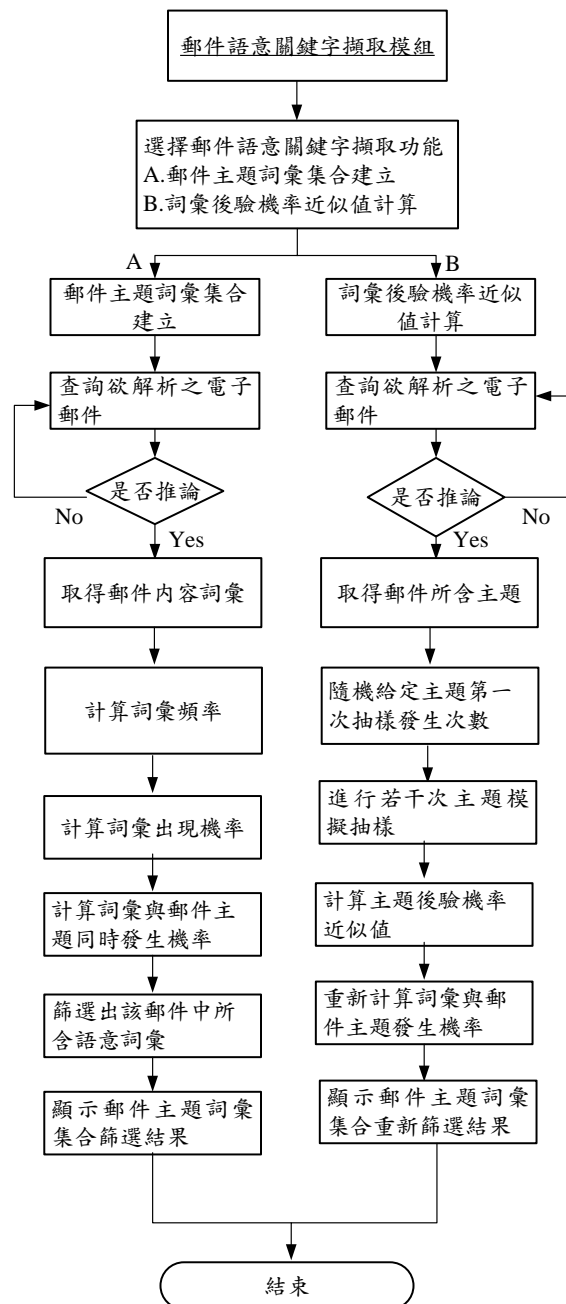 郵件語意關鍵字擷取模組
選擇郵件語意關鍵字擷取功能
A.郵件主題詞彙集合建立
B.詞彙後驗機率近似值計算
A
郵件主題詞彙集合
建立
查詢欲解析之電子
郵件
是否推論
No
Yes
取得郵件內容詞彙
計算詞彙頻率
計算詞彙出現機率
計算詞彙與郵件主
題同時發生機率
篩選出該郵件中所
含語意詞彙
顯示郵件主題詞彙
集合篩選結果
B
詞彙後驗機率近似
值計算
查詢欲解析之電子
郵件
是否推論
No
Yes
取得郵件所含主題
隨機給定主題第一
次抽樣發生次數
進行若干次主題模
擬抽樣
計算主題後驗機率
近似值
重新計算詞彙與郵
件主題發生機率
顯示郵件主題詞彙
集合重新篩選結果
結束